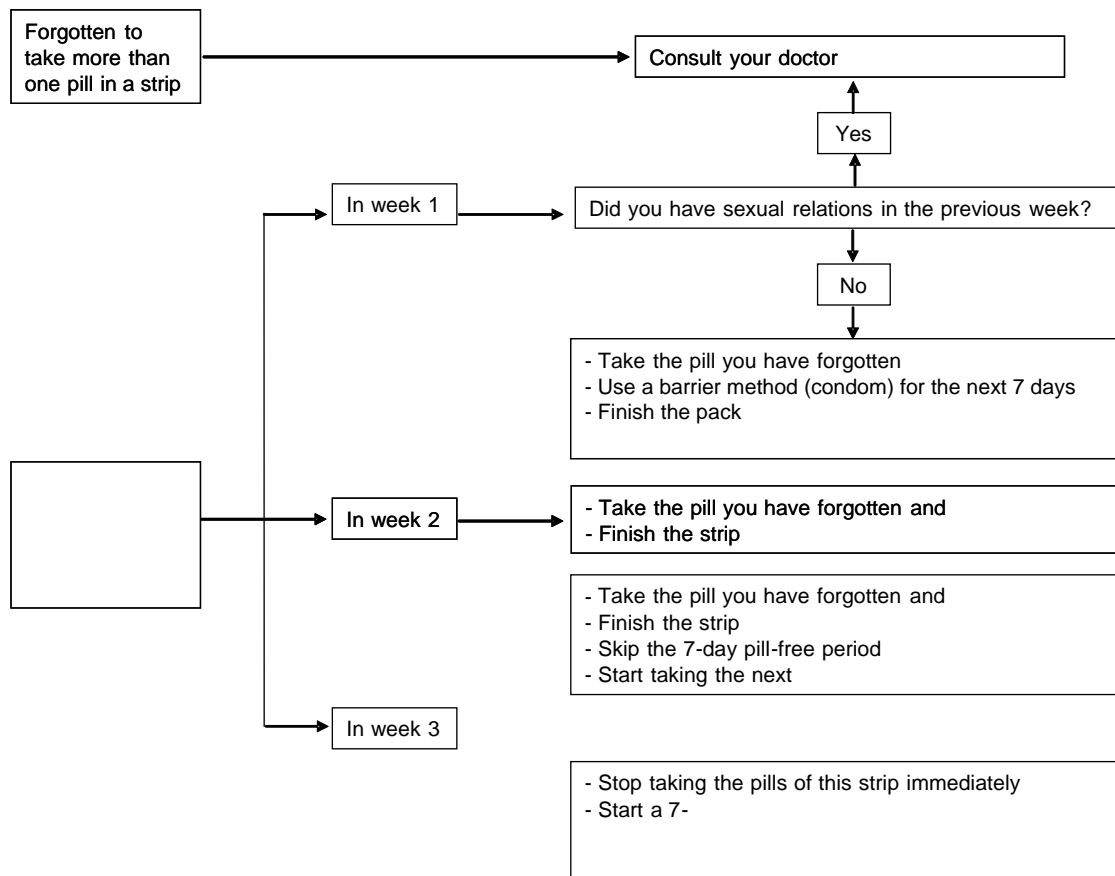 Forgotten to
take more than
one pill in a strip
Consult your doctor
Yes
In week 1
Did you have sexual relations in the previous week?
No
- Take the pill you have forgotten
- Use a barrier method (condom) for the next 7 days
- Finish the pack
In week 2
- Take the pill you have forgotten and
- Finish the strip
- Take the pill you have forgotten and
- Finish the strip
- Skip the 7-day pill-free period
- Start taking the next
In week 3
- Stop taking the pills of this strip immediately
- Start a 7-